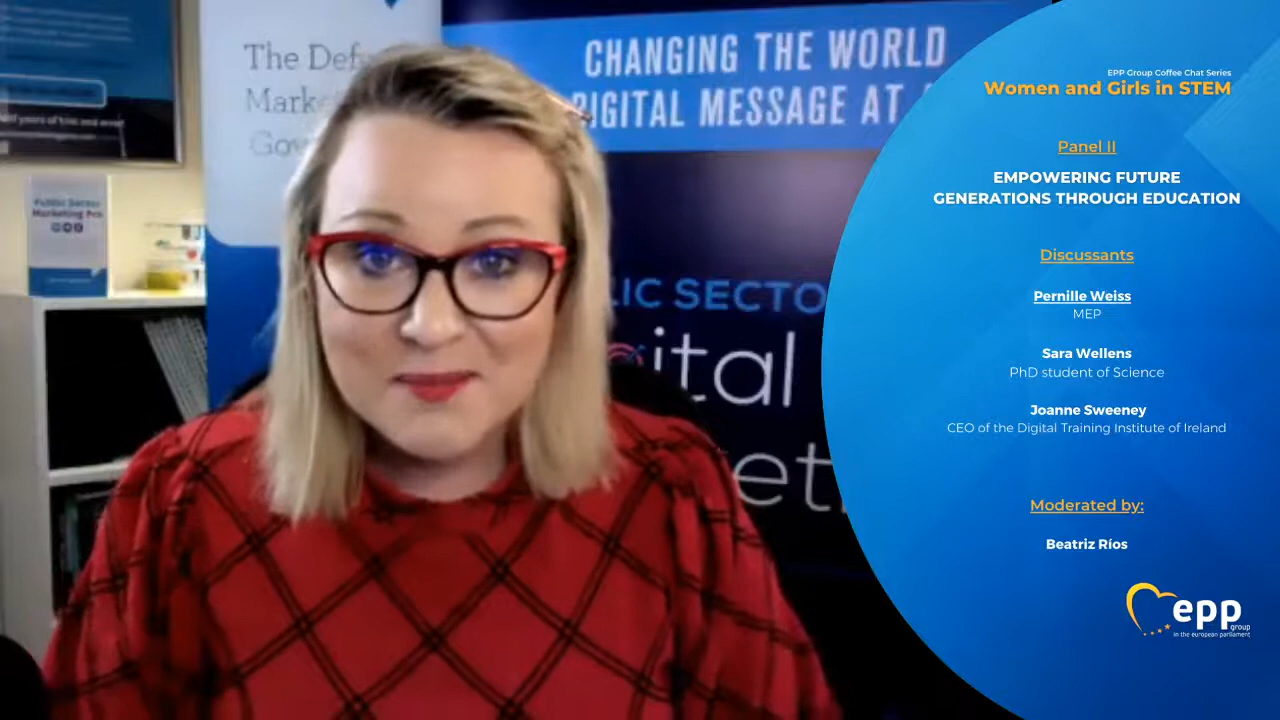 The Defi
Marke
Gov
CHANGING THE WORLD
DIGITAL MESSAGE AT A
Public Sector
Marketing Pro
LIC SECTO
ital
et
EPP Group Coffee Chat Series
Women and Girls in STEM
Panel II
EMPOWERING FUTURE
GENERATIONS THROUGH EDUCATION
Discussants
Pernille Weiss
MEP
Sara Wellens
PhD student of Science
Joanne Sweeney
CEO of the Digital Training Institute of Ireland
Moderated by:
Beatriz Ríos
epp
group
in the european parliament